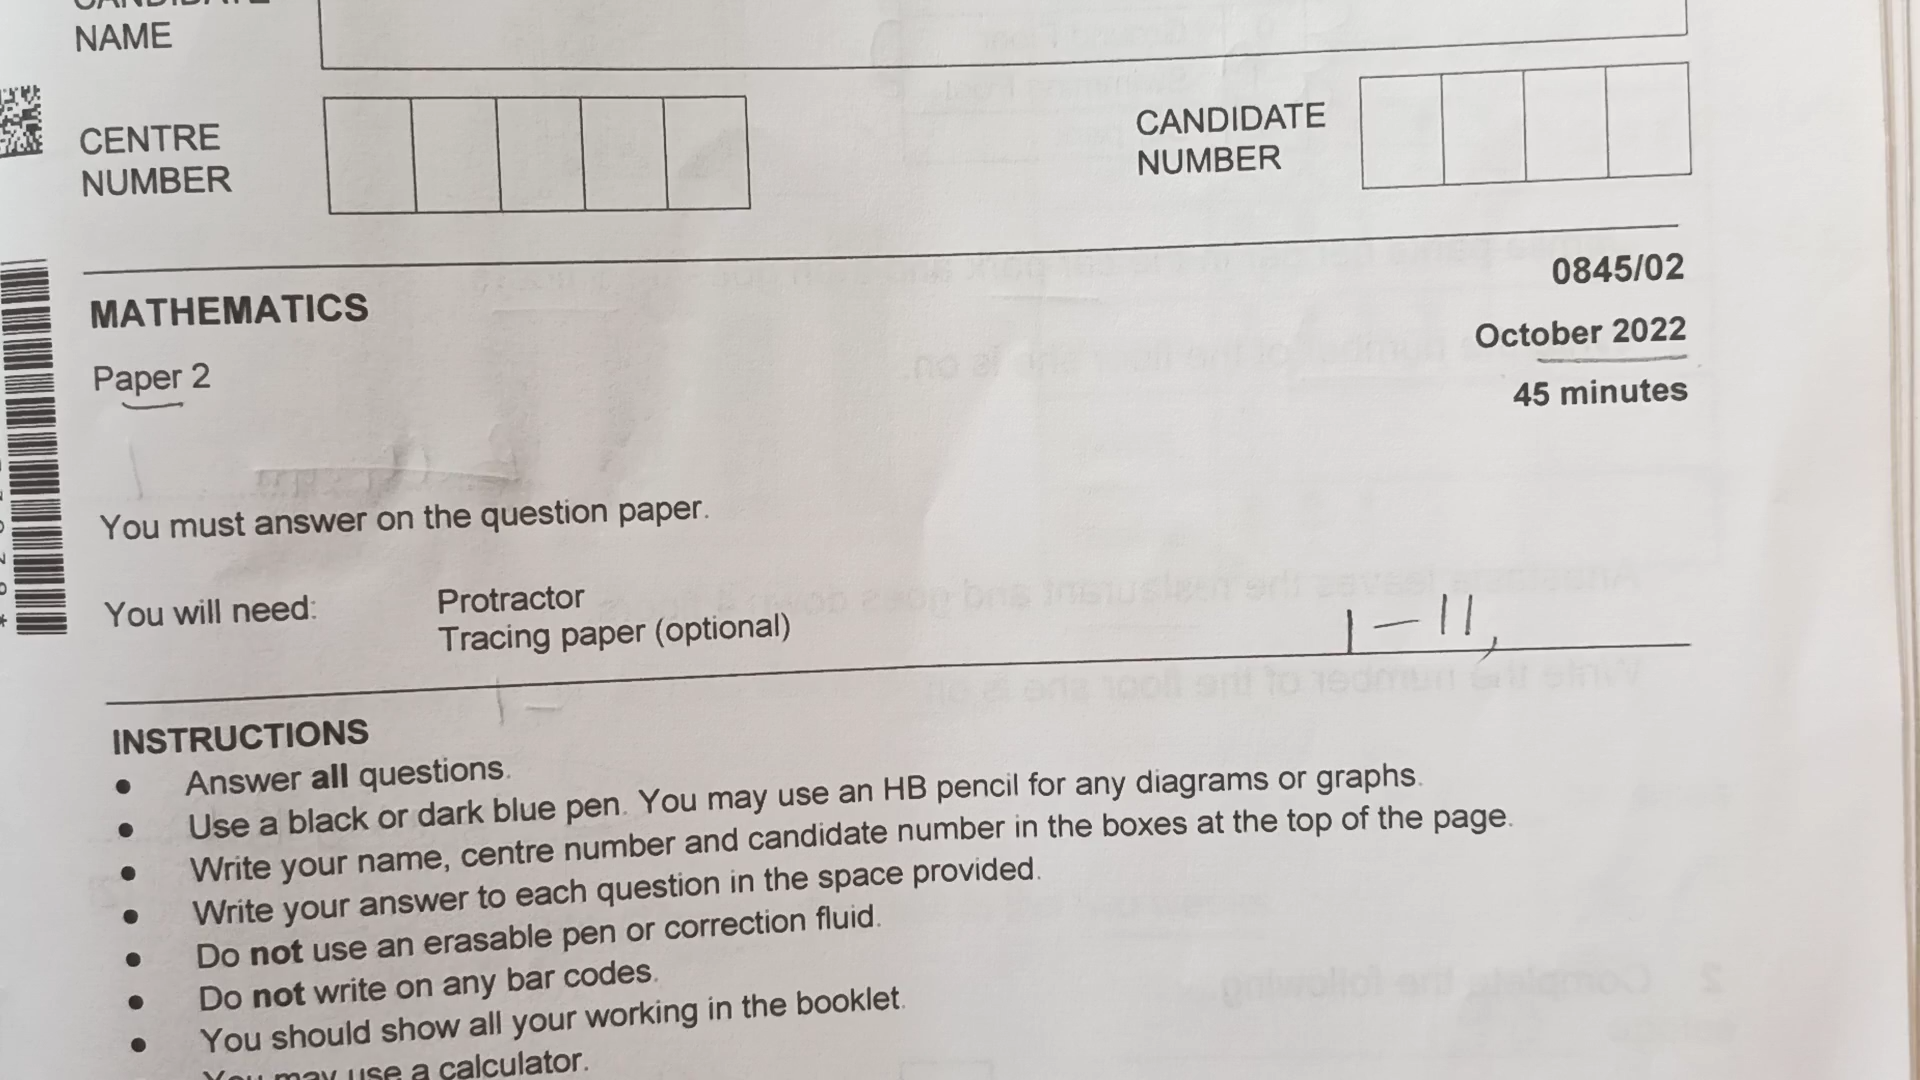 NAME
CENTRE
NUMBER
CANDIDATE
NUMBER
MATHEMATICS
0845/02
Paper 2
October 2022
45 minutes
You must answer on the question paper.
You will need:
Protractor
Tracing paper (optional)
1-11,
INSTRUCTIONS
• Answer all questions.
• Use a black or dark blue pen. You may use an HB pencil for any diagrams or graphs.
• Write your name, centre number and candidate number in the boxes at the top of the page.
• Write your answer to each question in the space provided.
• Do not use an erasable pen or correction fluid.
• Do not write on any bar codes.
• You should show all your working in the booklet.
You may use a calculator.